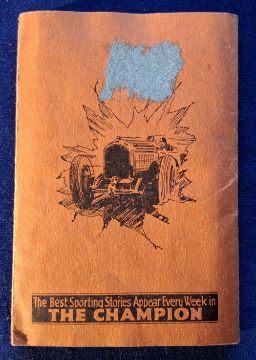 The Best Sporting Stories Appear Every Week in
THE CHAMPION